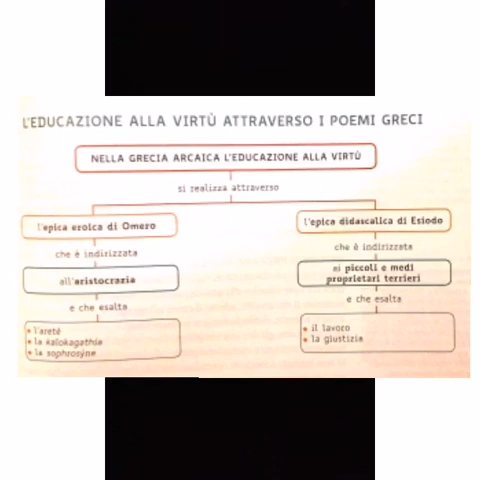 L'EDUCAZIONE ALLA VIRTÙ ATTRAVERSO I POEMI GRECI
NELLA GRECIA ARCAICA L'EDUCAZIONE ALLA VIRTÙ
si realizza attraverso
l'epica eroica di Omero
che è indirizzata
all'aristocrazia
e che esalta
• l'areté
• la kalokagathia
• la sophrosýne
l'epica didascalica di Esiodo
che è indirizzata
ai piccoli e medi
proprietari terrieri
e che esalta
• il lavoro
• la giustizia